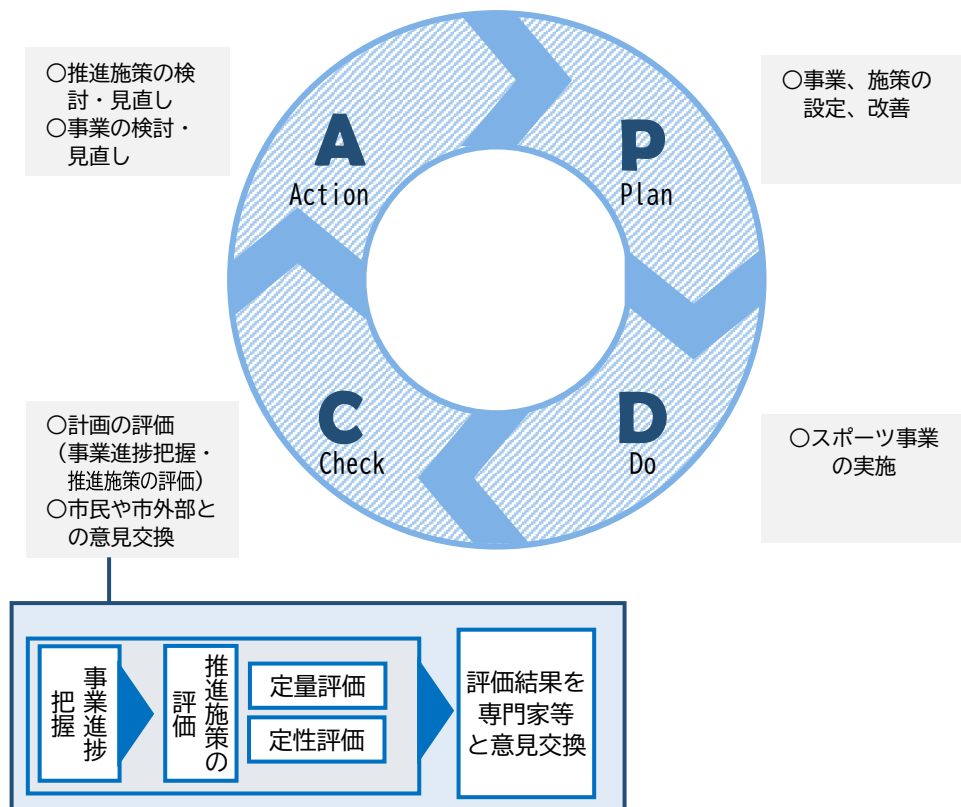 ○推進施策の検
討・見直し
○事業の検討・
見直し
A
Action
P
Plan
○事業、施策の
設定、改善
○計画の評価
（事業進捗把握・
推進施策の評価）
○市民や市外部と
の意見交換
C
Check
D
Do
○スポーツ事業
の実施
事業進捗
把握
推進施策の
評価
定量評価
定性評価
評価結果を
専門家等
と意見交換